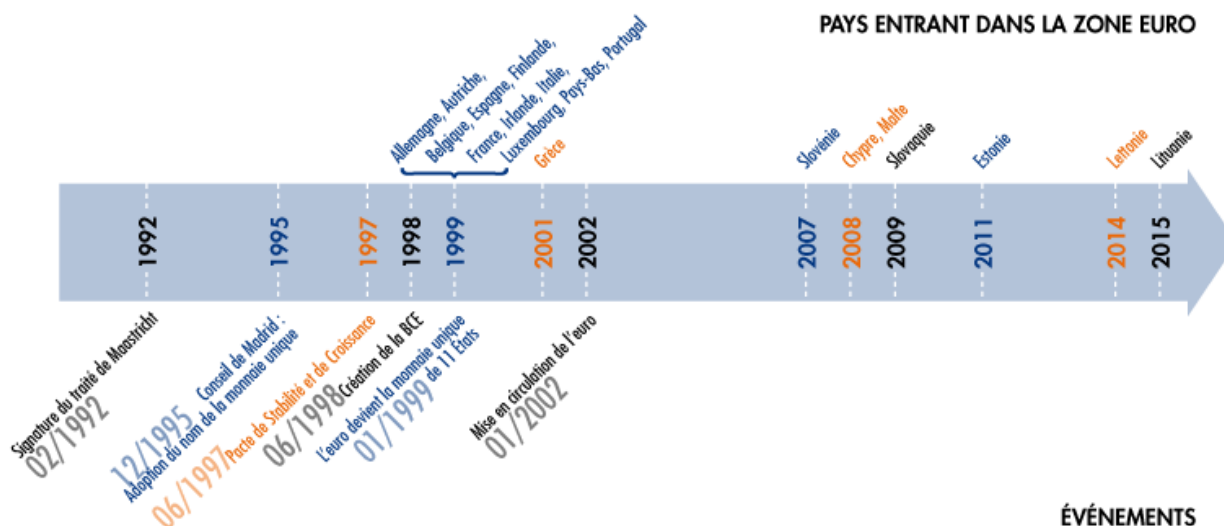 PAYS ENTRANT DANS LA ZONE EURO
Allemagne, Autriche,
Belgique, Espagne, Finlande,
France, Irlande, Italie,
Luxembourg, Pays-Bas, Portugal
Grèce
Slovénie
Chypre, Malte
Slovaquie
Estonie
Lettonie
Lituanie
1992
1995
1997
1998
1999
2001
2002
2007
2008
2009
2011
2014
2015
Signature du traité de Maastricht
02/1992
12/1995 Conseil de Madrid :
Adoption du nom de la monnaie unique
06/1997 Pacte de Stabilité et de Croissance
06/1998 Création de la BCE
L'euro devient la monnaie unique
01/1999 de 11 Etats
Mise en circulation de l'euro
01/2002
ÉVÉNEMENTS